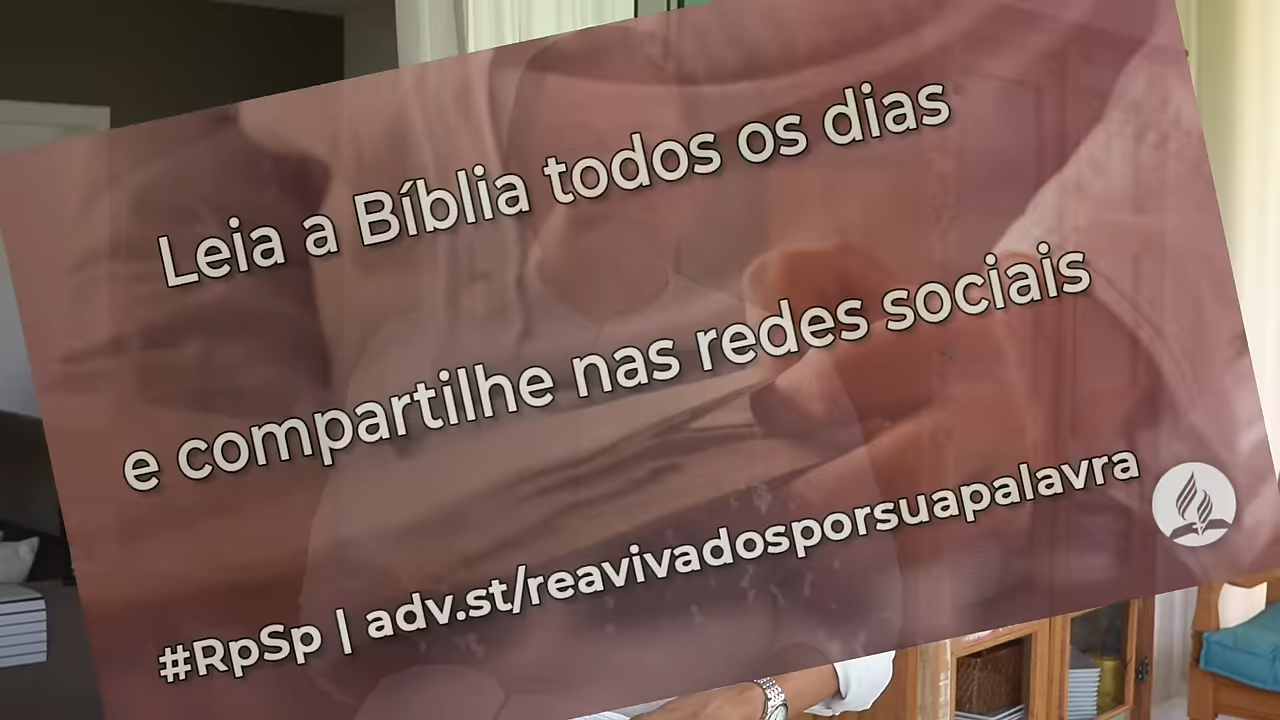 Leia a Bíblia todos os dias
e compartilhe nas redes sociais
#RpSp | adv.st/reavivadosporsuapalavra